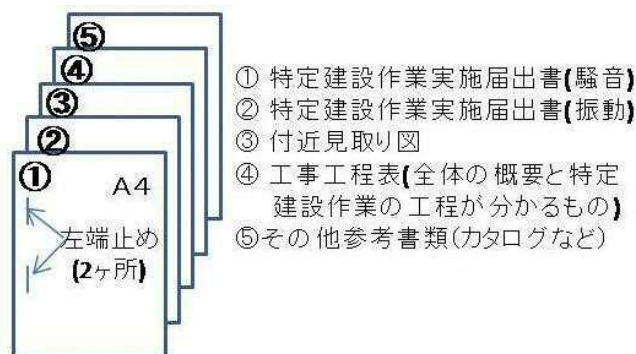 ⑤
④
③
②
①
A4
左端止め
(2ヶ所)
① 特定建設作業実施届出書(騒音)
② 特定建設作業実施届出書(振動)
③ 付近見取り図
④ 工事工程表(全体の概要と特定
建設作業の工程が分かるもの)
⑤その他参考書類(カタログなど)